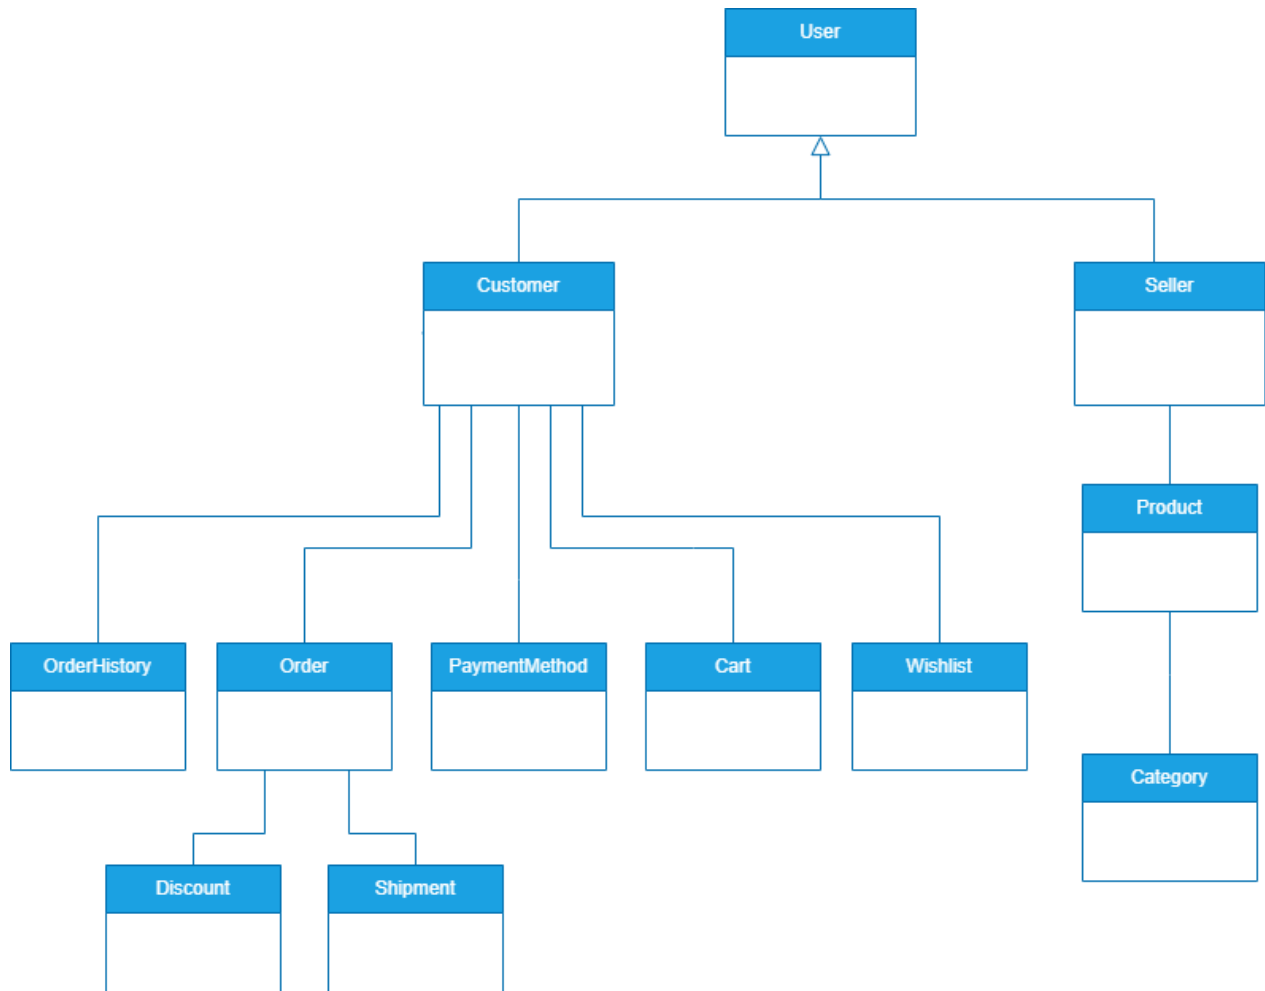 User
Customer
Seller
Product
OrderHistory
Order
PaymentMethod
Cart
Wishlist
Category
Discount
Shipment